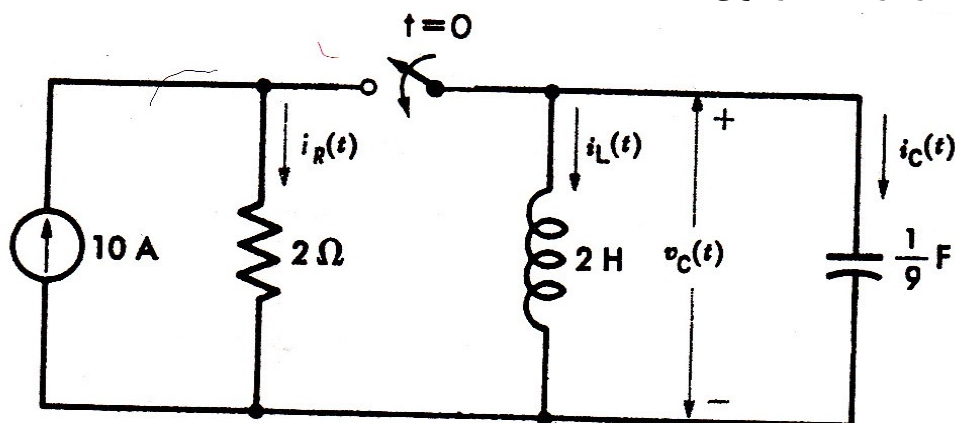 t=0
i_R(t)
i_L(t)
+
i_C(t)
10 A
2 Ω
2 H
v_C(t)
1/9 F
−